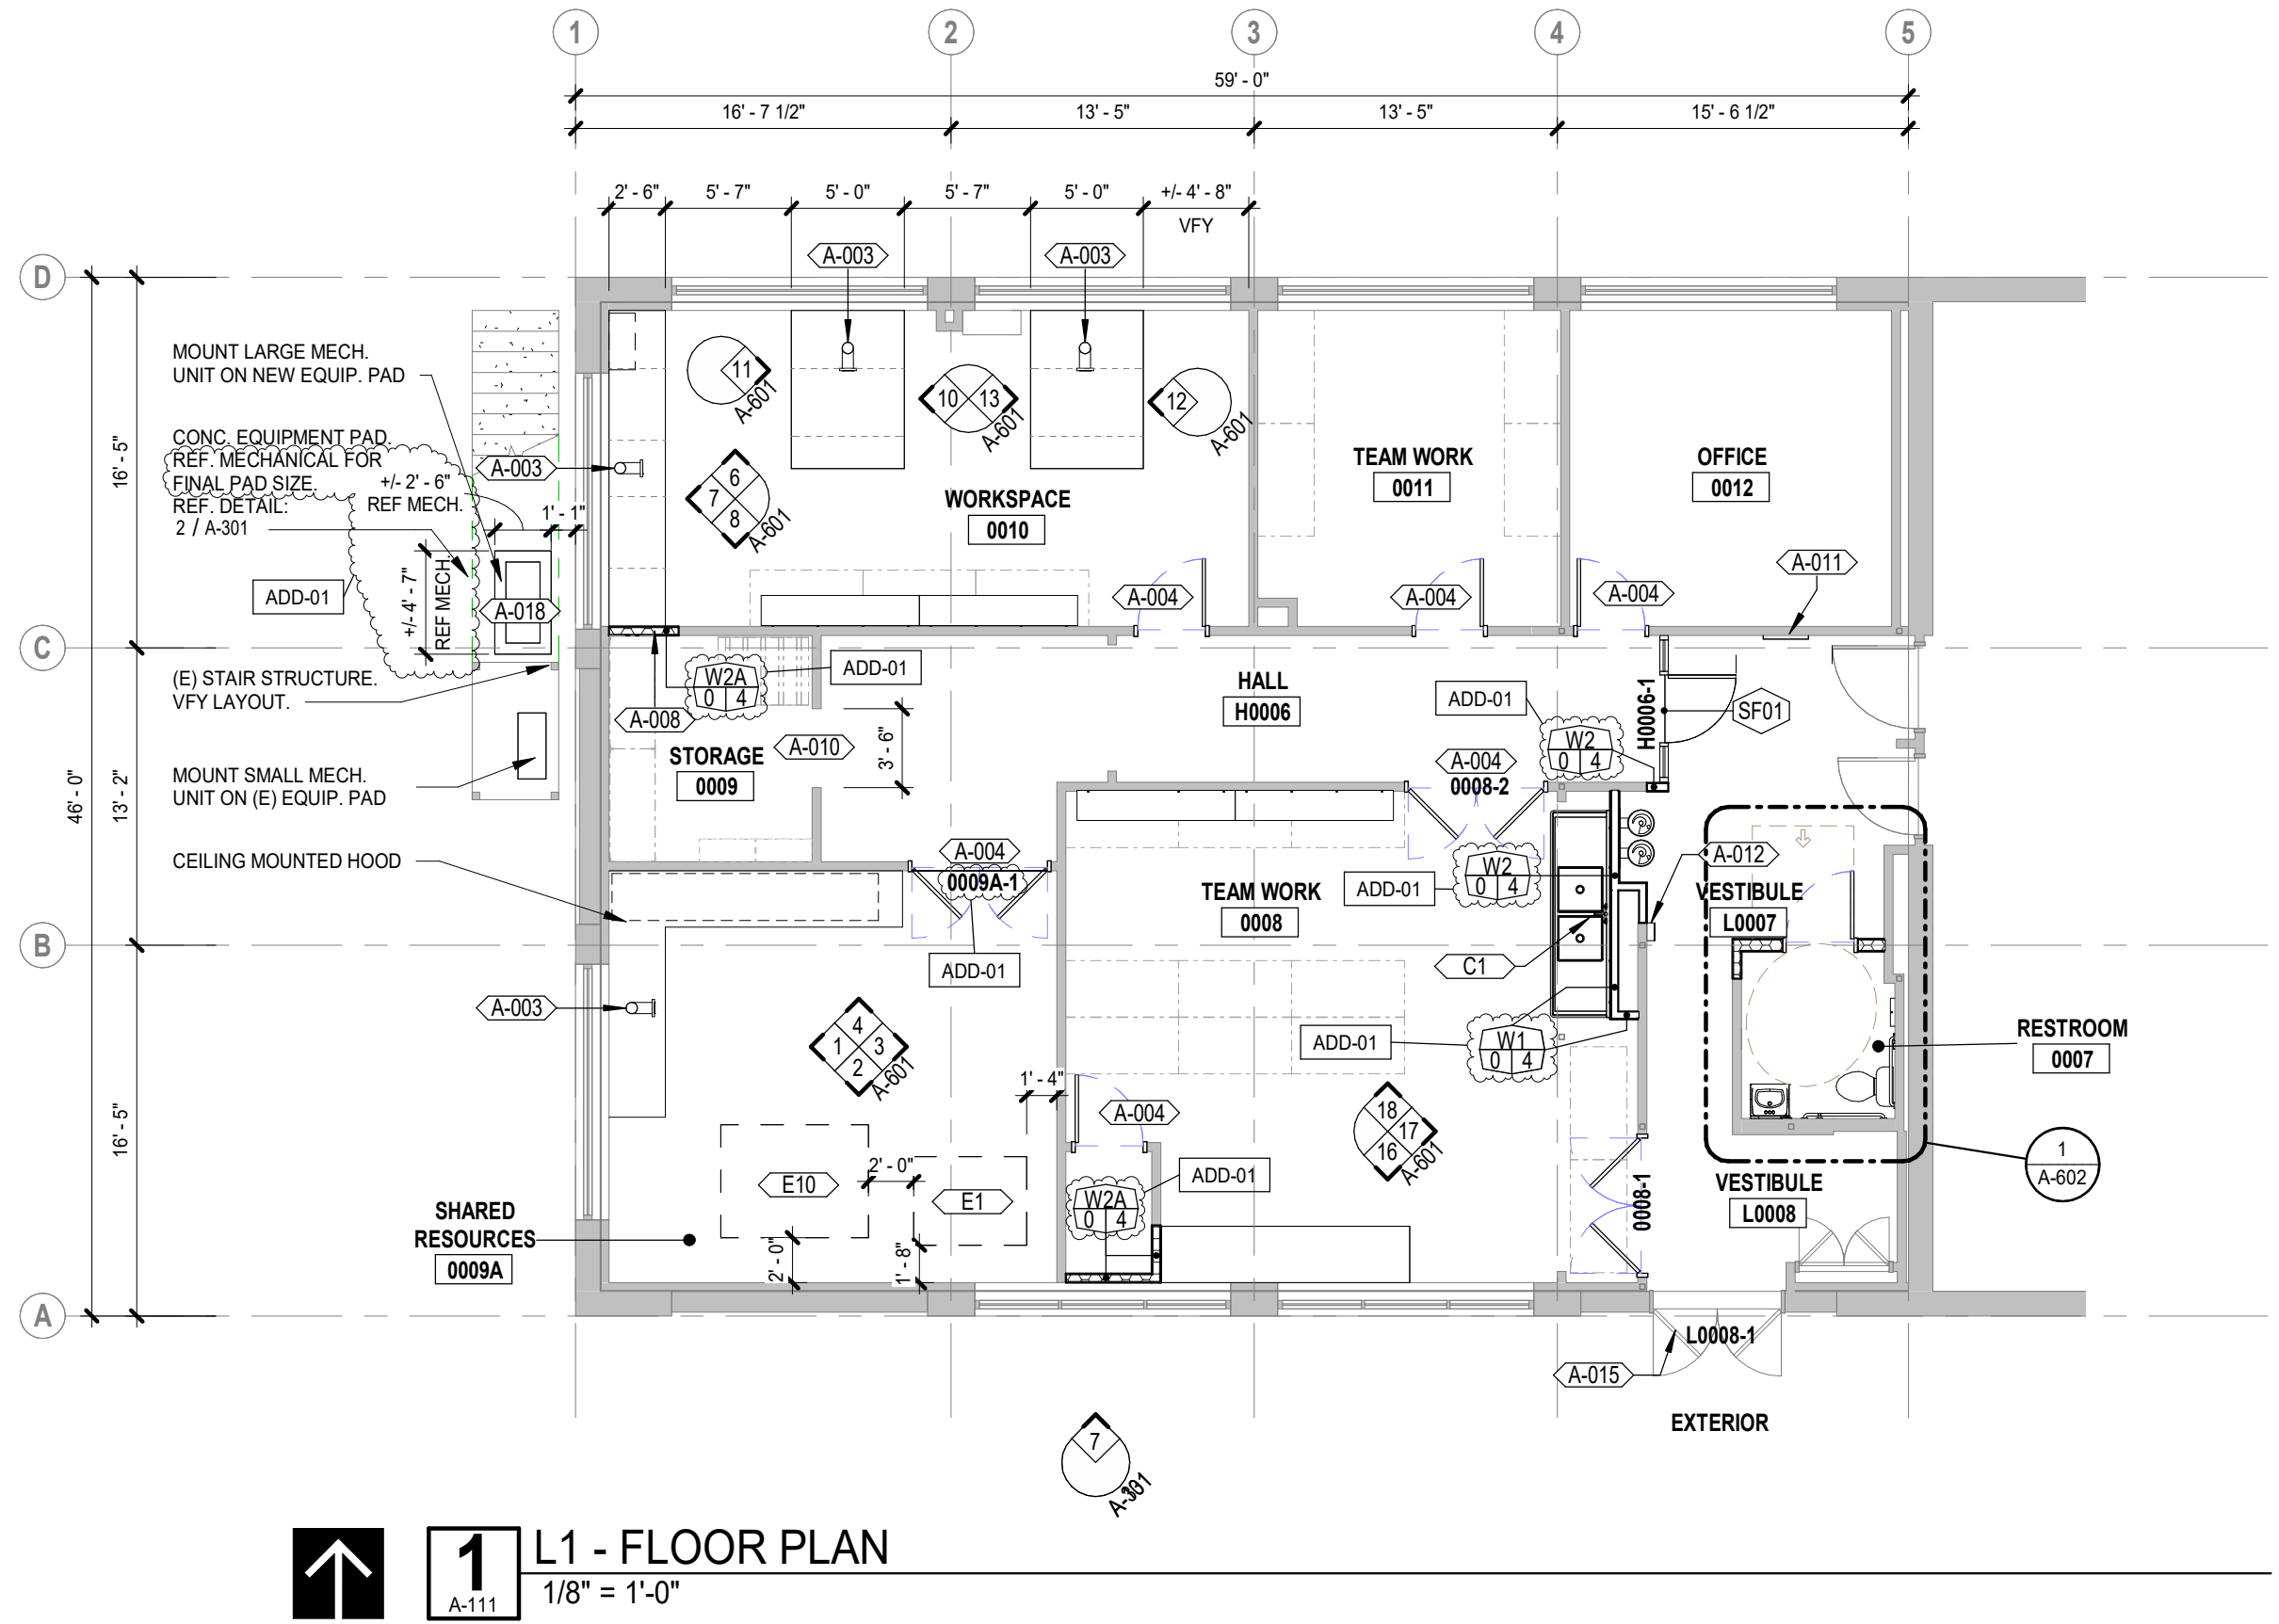 1
2
3
4
5
59' - 0"
16' - 7 1/2"
13' - 5"
13' - 5"
15' - 6 1/2"
2' - 6"
5' - 7"
5' - 0"
5' - 7"
5' - 0"
+/- 4' - 8"
VFY
A-003
A-003
D
MOUNT LARGE MECH.
UNIT ON NEW EQUIP. PAD
11
A-601
10
13
A-601
12
A-601
16' - 5"
CONC. EQUIPMENT PAD.
REF. MECHANICAL FOR
FINAL PAD SIZE.
REF. DETAIL:
2 / A-301
A-003
+/- 2' - 6"
REF MECH.
1' - 1"
6
7
8
A-601
WORKSPACE
0010
TEAM WORK
0011
OFFICE
0012
A-011
ADD-01
+/- 4' - 7"
REF MECH.
A-018
A-004
A-004
A-004
C
(E) STAIR STRUCTURE.
VFY LAYOUT.
W2A
0
4
ADD-01
A-008
HALL
H0006
ADD-01
H0006-1
SF01
STORAGE
0009
A-010
3' - 6"
W2
0
4
A-004
0008-2
46' - 0"
13' - 2"
MOUNT SMALL MECH.
UNIT ON (E) EQUIP. PAD
CEILING MOUNTED HOOD
A-004
0009A-1
TEAM WORK
0008
ADD-01
W2
0
4
A-012
VESTIBULE
L0007
B
ADD-01
C1
A-003
4
1
3
2
A-601
ADD-01
W1
0
4
RESTROOM
0007
1' - 4"
A-004
18
17
16
A-601
16' - 5"
2' - 0"
E10
E1
ADD-01
W2A
0
4
0008-1
VESTIBULE
L0008
1
A-602
SHARED
RESOURCES
0009A
2' - 0"
1' - 8"
A
L0008-1
A-015
EXTERIOR
7
A-301
1
A-111
L1 - FLOOR PLAN
1/8" = 1'-0"